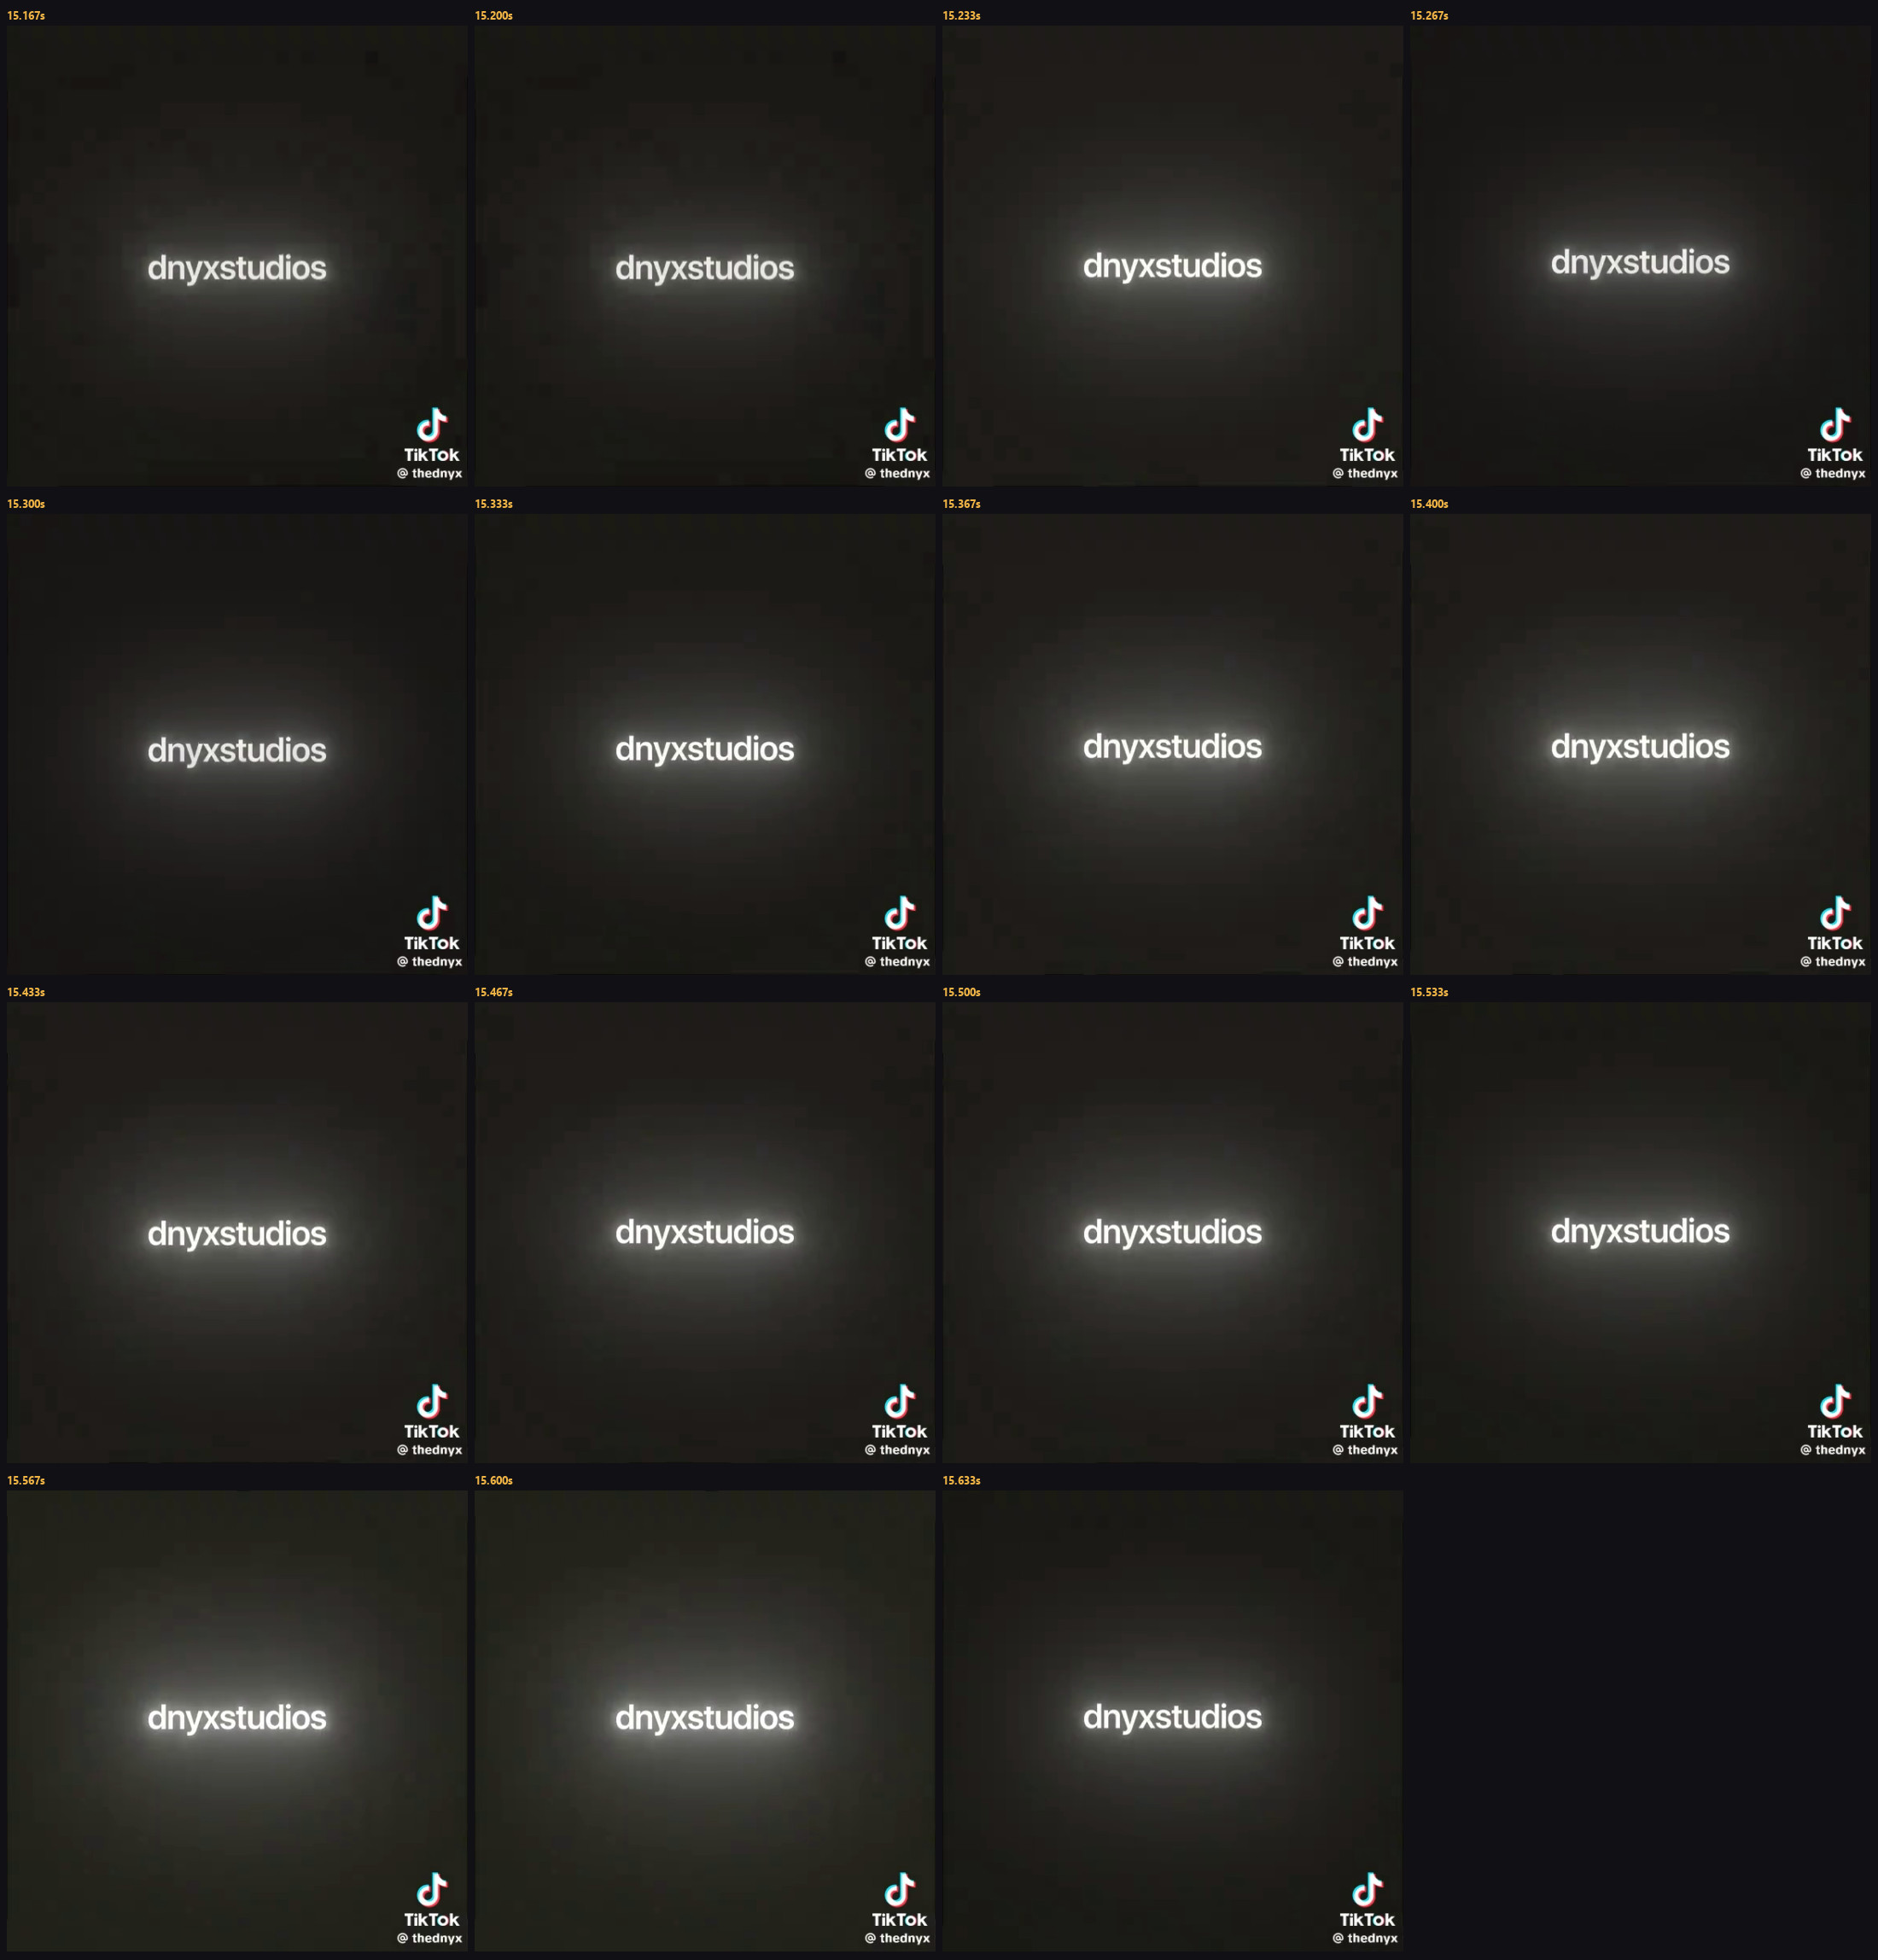 15.167s 15.200s 15.233s 15.267s
dnyxstudios dnyxstudios dnyxstudios dnyxstudios
TikTok TikTok TikTok TikTok
@ thednyx @ thednyx @ thednyx @ thednyx
15.300s 15.333s 15.367s 15.400s
dnyxstudios dnyxstudios dnyxstudios dnyxstudios
TikTok TikTok TikTok TikTok
@ thednyx @ thednyx @ thednyx @ thednyx
15.433s 15.467s 15.500s 15.533s
dnyxstudios dnyxstudios dnyxstudios dnyxstudios
TikTok TikTok TikTok TikTok
@ thednyx @ thednyx @ thednyx @ thednyx
15.567s 15.600s 15.633s
dnyxstudios dnyxstudios dnyxstudios
TikTok TikTok TikTok
@ thednyx @ thednyx @ thednyx